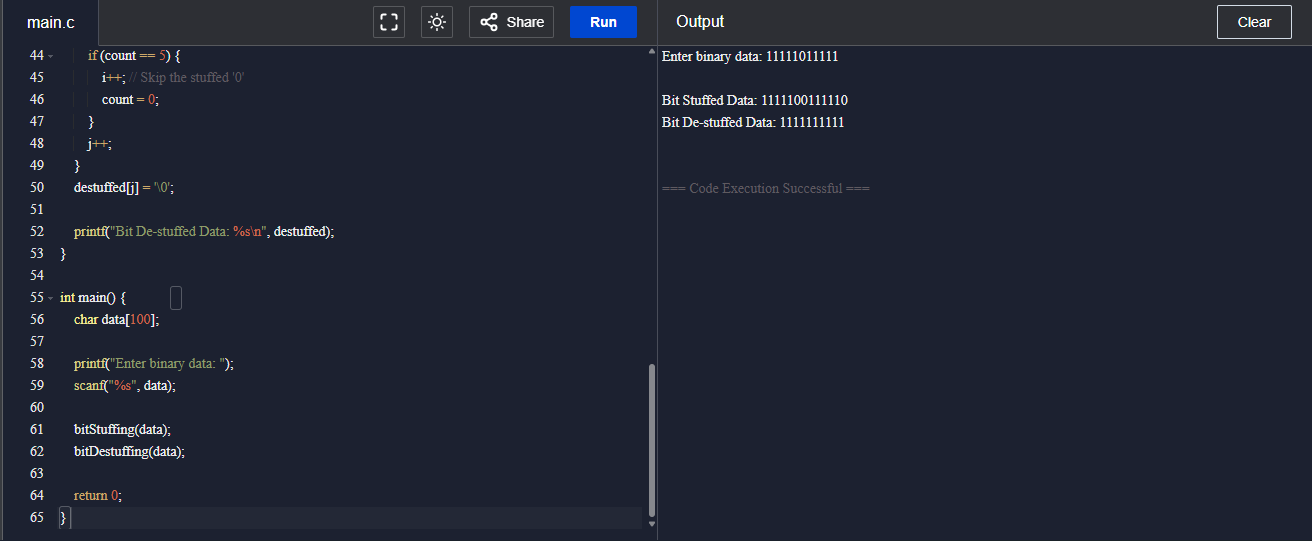 main.c
Share
Run
Output
Clear
44 if (count == 5) {
45 i++; // Skip the stuffed '0'
46 count = 0;
47 }
48 j++;
49 }
50 destuffed[j] = '\0';
51
52 printf("Bit De-stuffed Data: %s\n", destuffed);
53 }
54
55 int main() {
56 char data[100];
57
58 printf("Enter binary data: ");
59 scanf("%s", data);
60
61 bitStuffing(data);
62 bitDestuffing(data);
63
64 return 0;
65 }
Enter binary data: 11111011111
Bit Stuffed Data: 1111100111110
Bit De-stuffed Data: 1111111111
=== Code Execution Successful ===